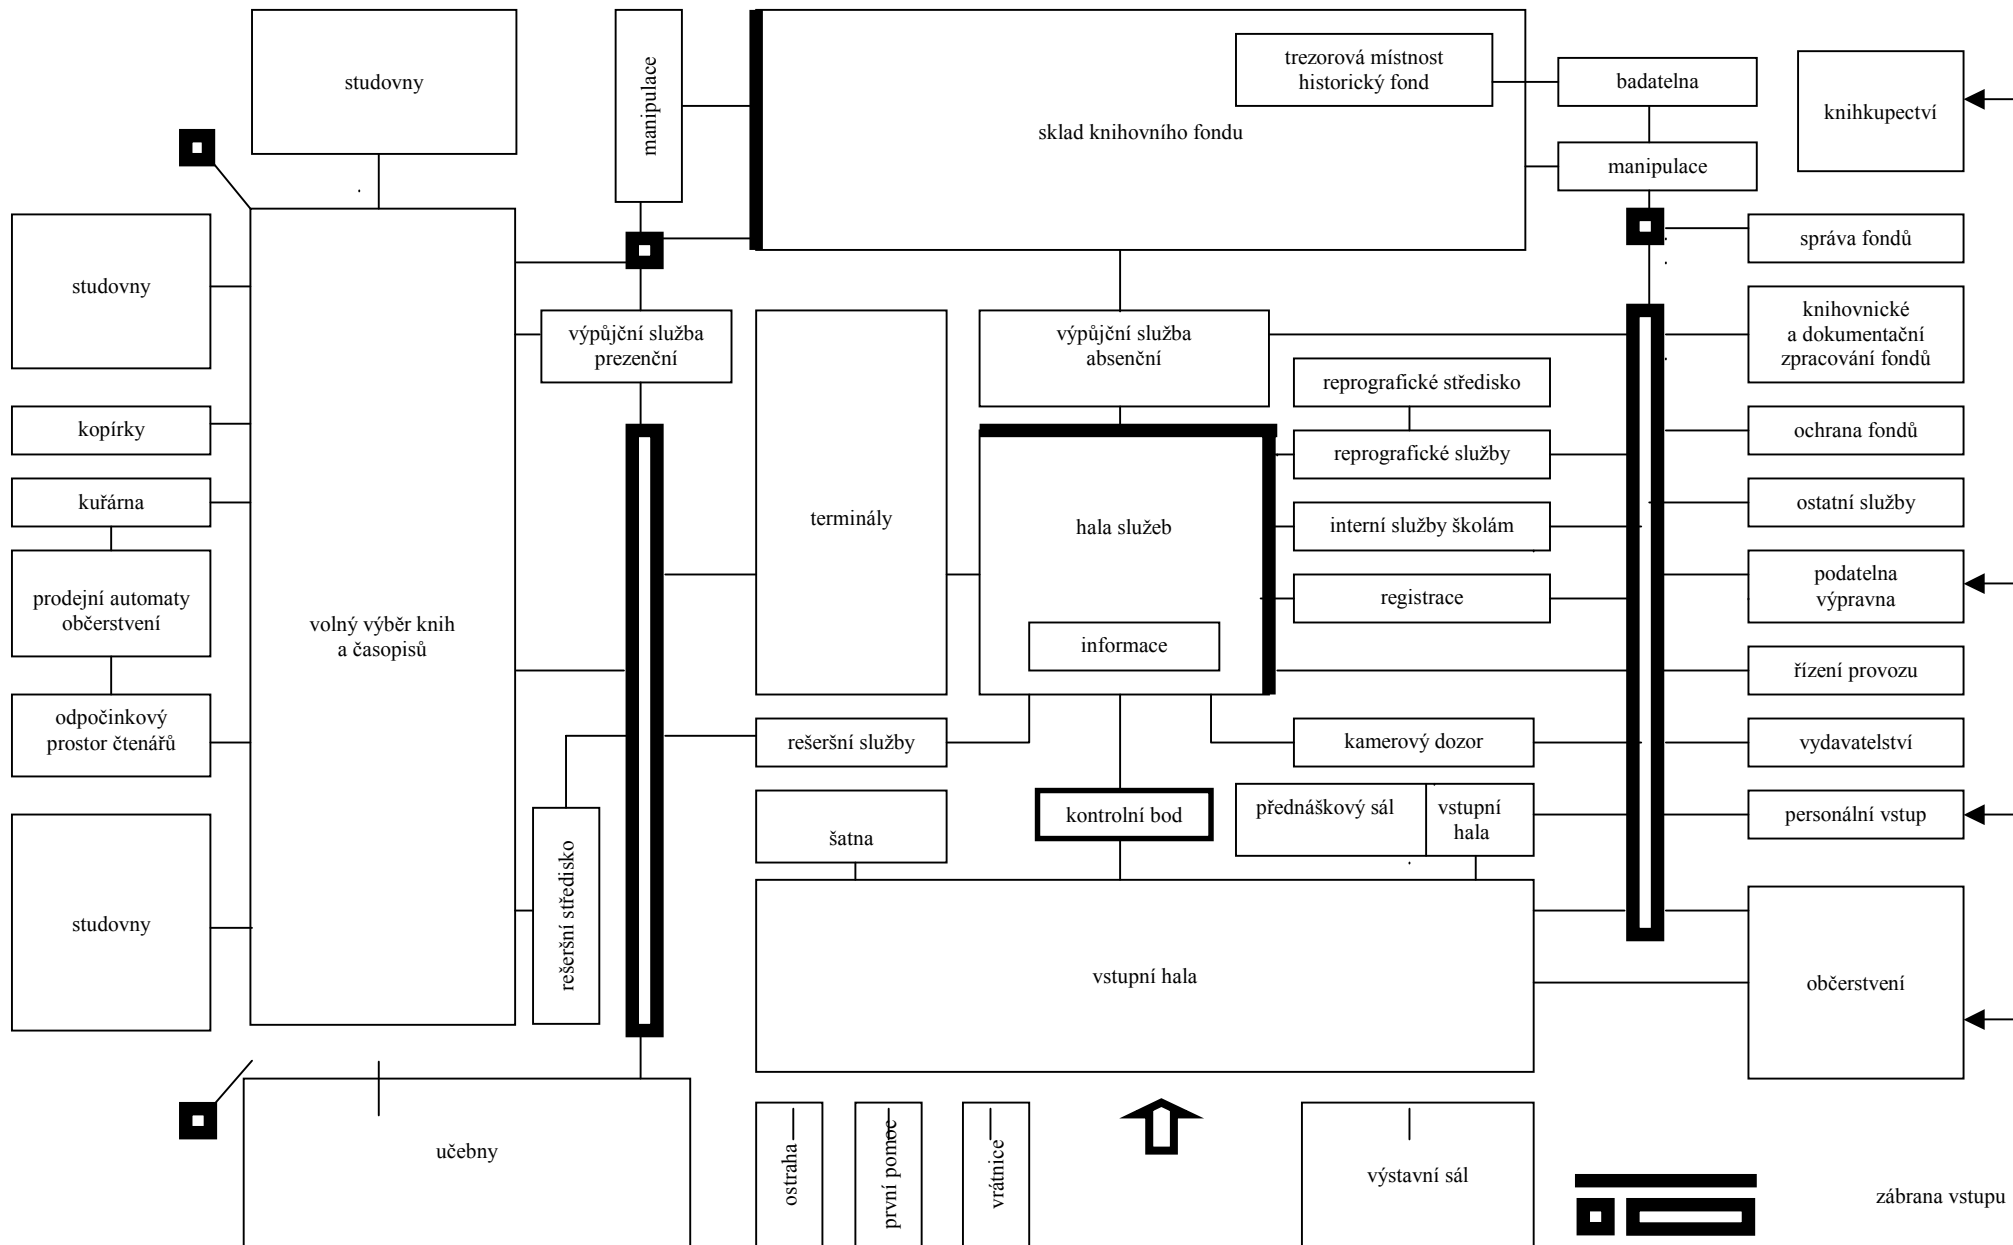 studovny
manipulace
trezorová místnost
historický fond
sklad knihovního fondu
badatelna
manipulace
knihkupectví
studovny
správa fondů
výpůjční služba
prezenční
terminály
výpůjční služba
absenční
knihovnické
a dokumentační
zpracování fondů
reprografické středisko
kopírky
reprografické služby
ochrana fondů
kuřárna
hala služeb
interní služby školám
ostatní služby
prodejní automaty
občerstvení
volný výběr knih
a časopisů
registrace
podatelna
výpravna
informace
řízení provozu
odpočinkový
prostor čtenářů
rešeršní služby
kamerový dozor
vydavatelství
rešeršní středisko
šatna
kontrolní bod
přednáškový sál
vstupní
hala
personální vstup
studovny
vstupní hala
občerstvení
učebny
ostraha
první pomoc
vrátnice
výstavní sál
zábrana vstupu